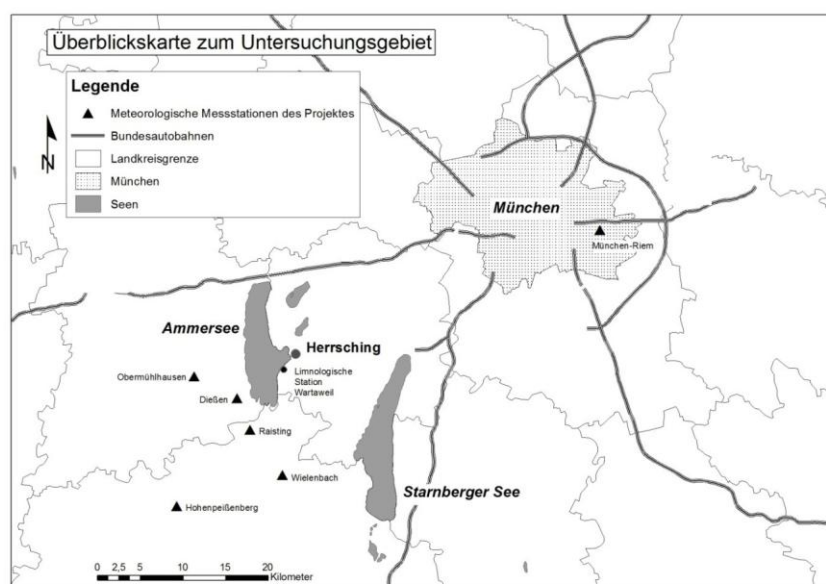 Überblickskarte zum Untersuchungsgebiet
Legende
Meteorologische Messstationen des Projektes
Bundesautobahnen
Landkreisgrenze
München
Seen
N
München
München-Riem
Ammersee
Herrsching
Limnologische
Station
Wartaweil
Obermühlhausen
Dießen
Raisting
Wielenbach
Hohenpeißenberg
Starnberger See
0 2,5 5 10 15 20
Kilometer